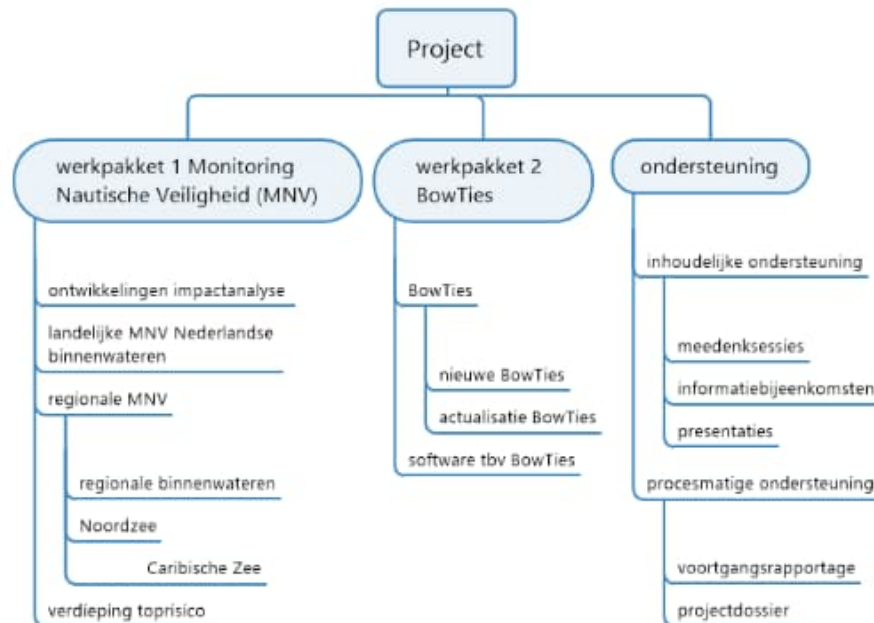 Project
werkpakket 1 Monitoring
Nautische Veiligheid (MNV)
ontwikkelingen impactanalyse
landelijke MNV Nederlandse
binnenwateren
regionale MNV
regionale binnenwateren
Noordzee
Caribische Zee
verdieping toprisico
werkpakket 2
BowTies
BowTies
nieuwe BowTies
actualisatie BowTies
software tbv BowTies
ondersteuning
inhoudelijke ondersteuning
meedenksessies
informatiebijeenkomsten
presentaties
procesmatige ondersteuning
voortgangsrapportage
projectdossier